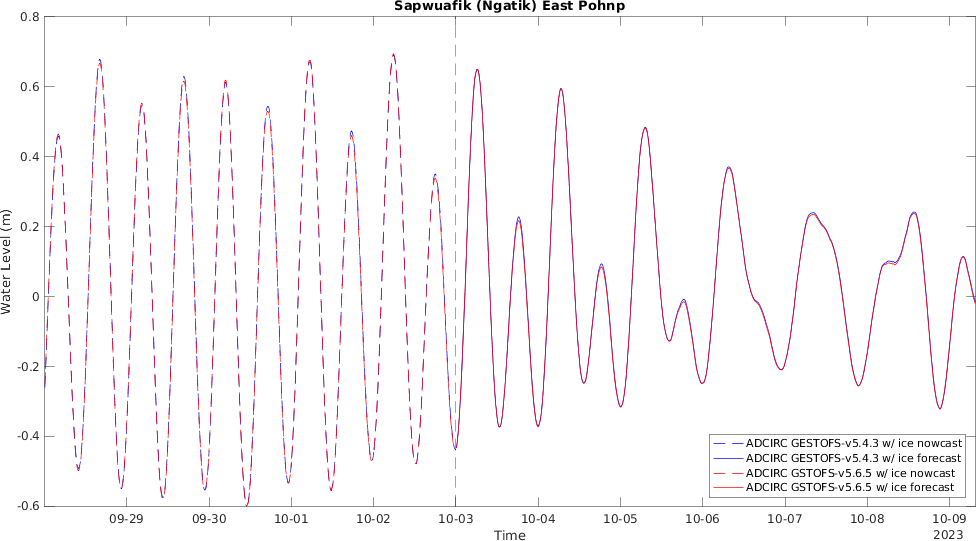 Sapwuafik (Ngatik) East Pohnp
0.8
0.6
0.4
0.2
0
-0.2
-0.4
-0.6
Water Level (m)
ADCIRC GESTOFS-v5.4.3 w/ ice nowcast
ADCIRC GESTOFS-v5.4.3 w/ ice forecast
ADCIRC GSTOFS-v5.6.5 w/ ice nowcast
ADCIRC GSTOFS-v5.6.5 w/ ice forecast
09-29 09-30 10-01 10-02 10-03 10-04 10-05 10-06 10-07 10-08 10-09
2023
Time